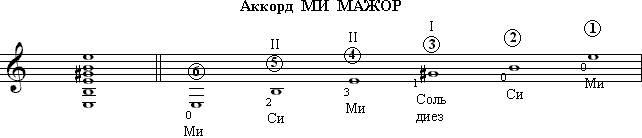 Аккорд МИ МАЖОР
II II I
6 5 4 3 2 1
0 2 3 1 0 0
Ми Си Ми Соль Си Ми
диез